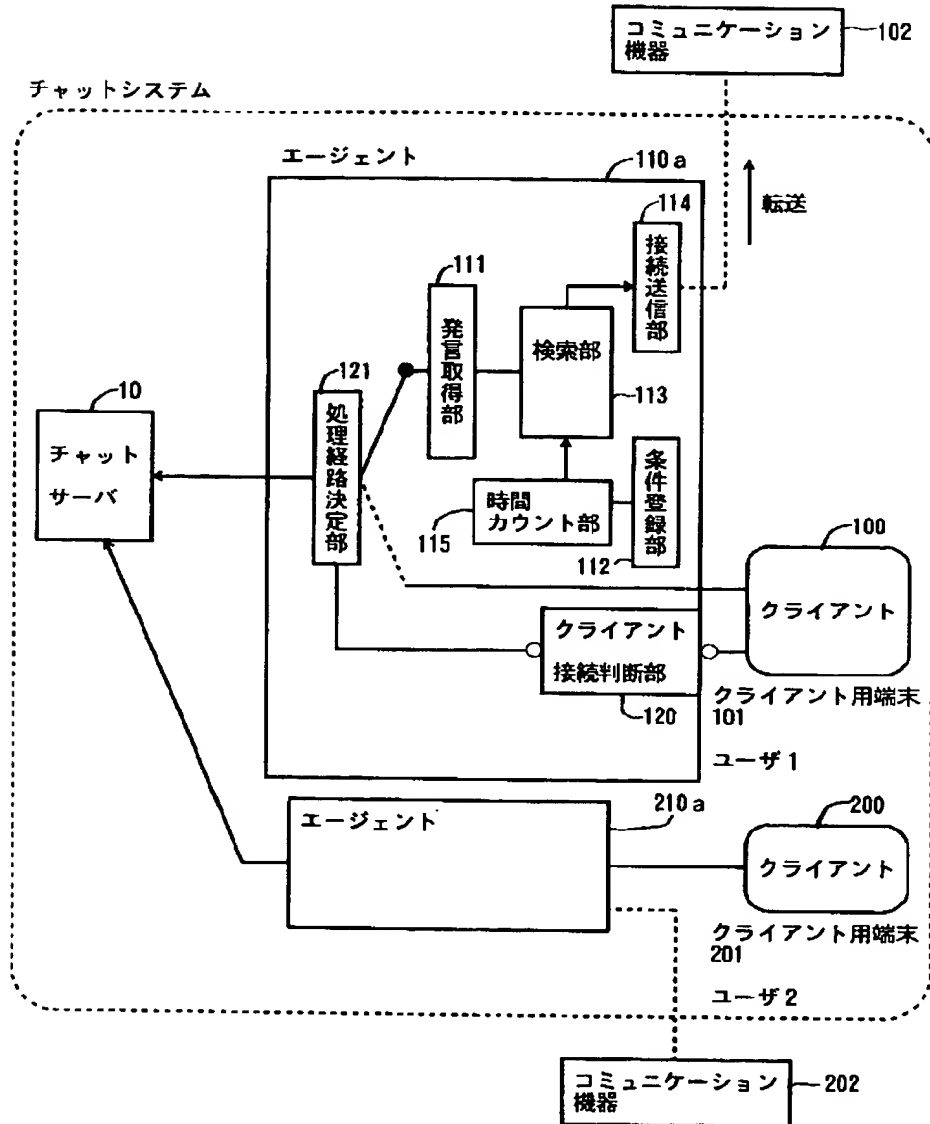 コミュニケーション
機器
102
チャットシステム
エージェント
110a
転送
114
接続送信部
111
発言取得部
検索部
113
121
処理経路決定部
10
チャット
サーバ
時間
カウント部
115
条件登録部
112
100
クライアント
クライアント
接続判断部
120
クライアント用端末
101
ユーザ1
エージェント
210a
200
クライアント
クライアント用端末
201
ユーザ2
コミュニケーション
機器
202